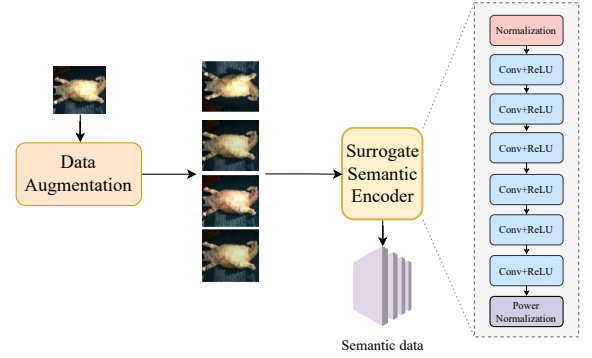 Data
Augmentation
Surrogate
Semantic
Encoder
Semantic data
Normalization
Conv+ReLU
Conv+ReLU
Conv+ReLU
Conv+ReLU
Conv+ReLU
Conv+ReLU
Power
Normalization